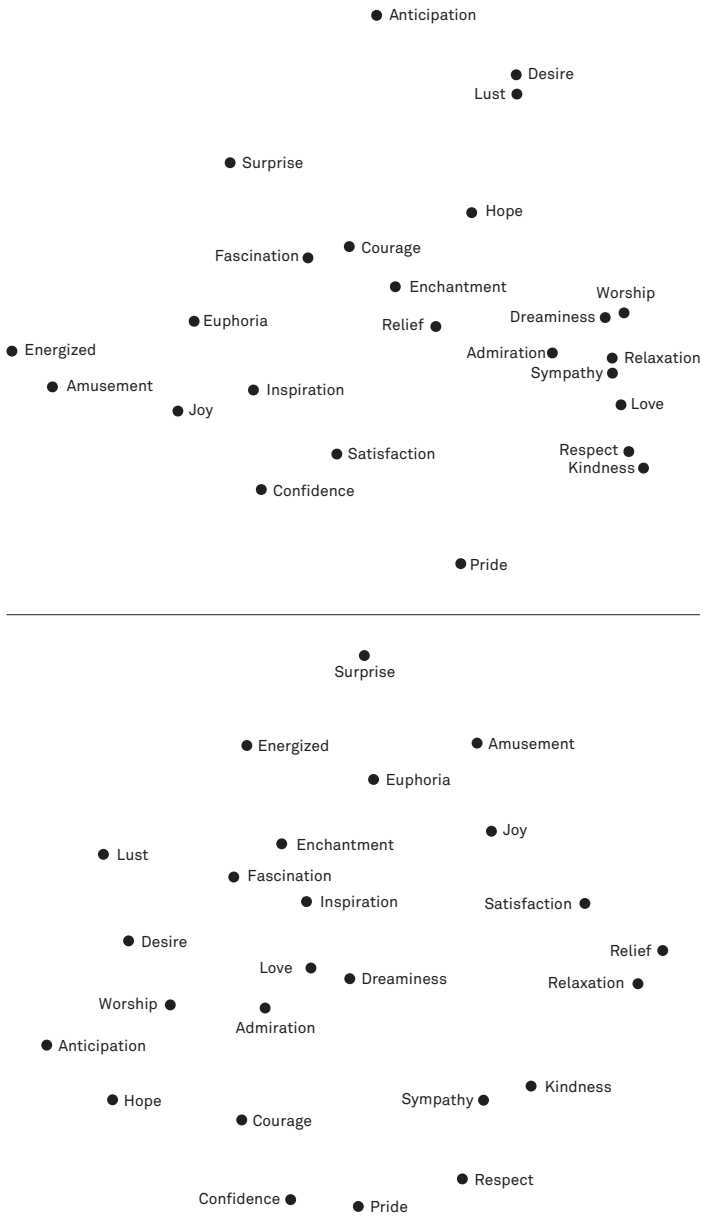 Anticipation
Desire
Lust
Surprise
Hope
Courage
Fascination
Enchantment
Worship
Dreaminess
Euphoria
Relief
Energized
Admiration
Relaxation
Sympathy
Amusement
Inspiration
Love
Joy
Respect
Satisfaction
Kindness
Confidence
Pride
Surprise
Energized
Amusement
Euphoria
Joy
Enchantment
Lust
Fascination
Inspiration
Satisfaction
Desire
Relief
Love
Dreaminess
Relaxation
Worship
Admiration
Anticipation
Kindness
Hope
Sympathy
Courage
Respect
Confidence
Pride